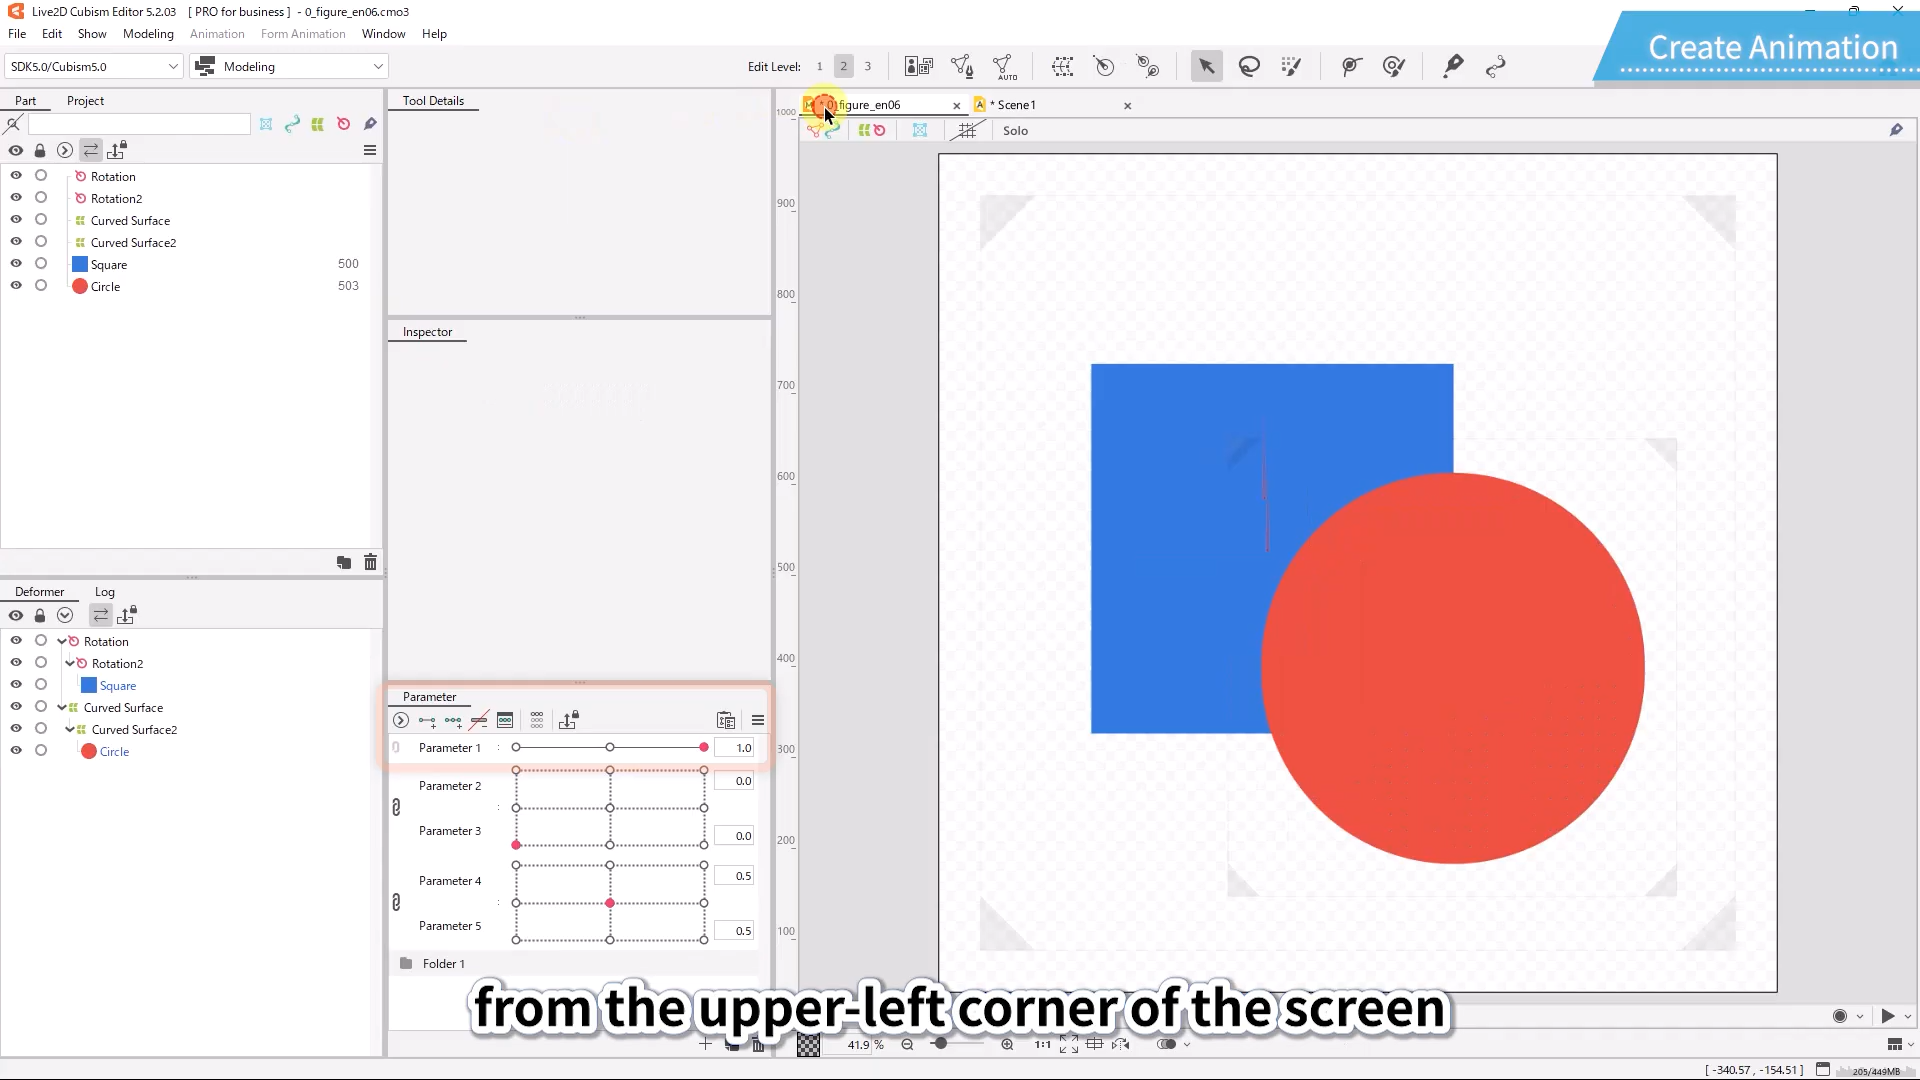 Live2D Cubism Editor 5.2.03 [ PRO for business ] - 0_figure_en06.cmo3
File Edit Show Modeling Animation Form Animation Window Help
Create Animation
SDK5.0/Cubism5.0 Modeling Edit Level: 1 2 3 AUTO
Part Project
Tool Details
* 0_figure_en06
* Scene1
Solo
Rotation
Rotation2
Curved Surface
Curved Surface2
Square 500
Circle 503
Inspector
Deformer Log
Rotation
Rotation2
Square
Curved Surface
Curved Surface2
Circle
Parameter
Parameter 1 : 1.0
Parameter 2 0.0
:
Parameter 3 0.0
Parameter 4 0.5
:
Parameter 5 0.5
Folder 1
1000
900
800
700
600
500
400
300
200
100
from the upper-left corner of the screen
41.9 % 1:1
[ -340.57 , -154.51 ] 205/449MB